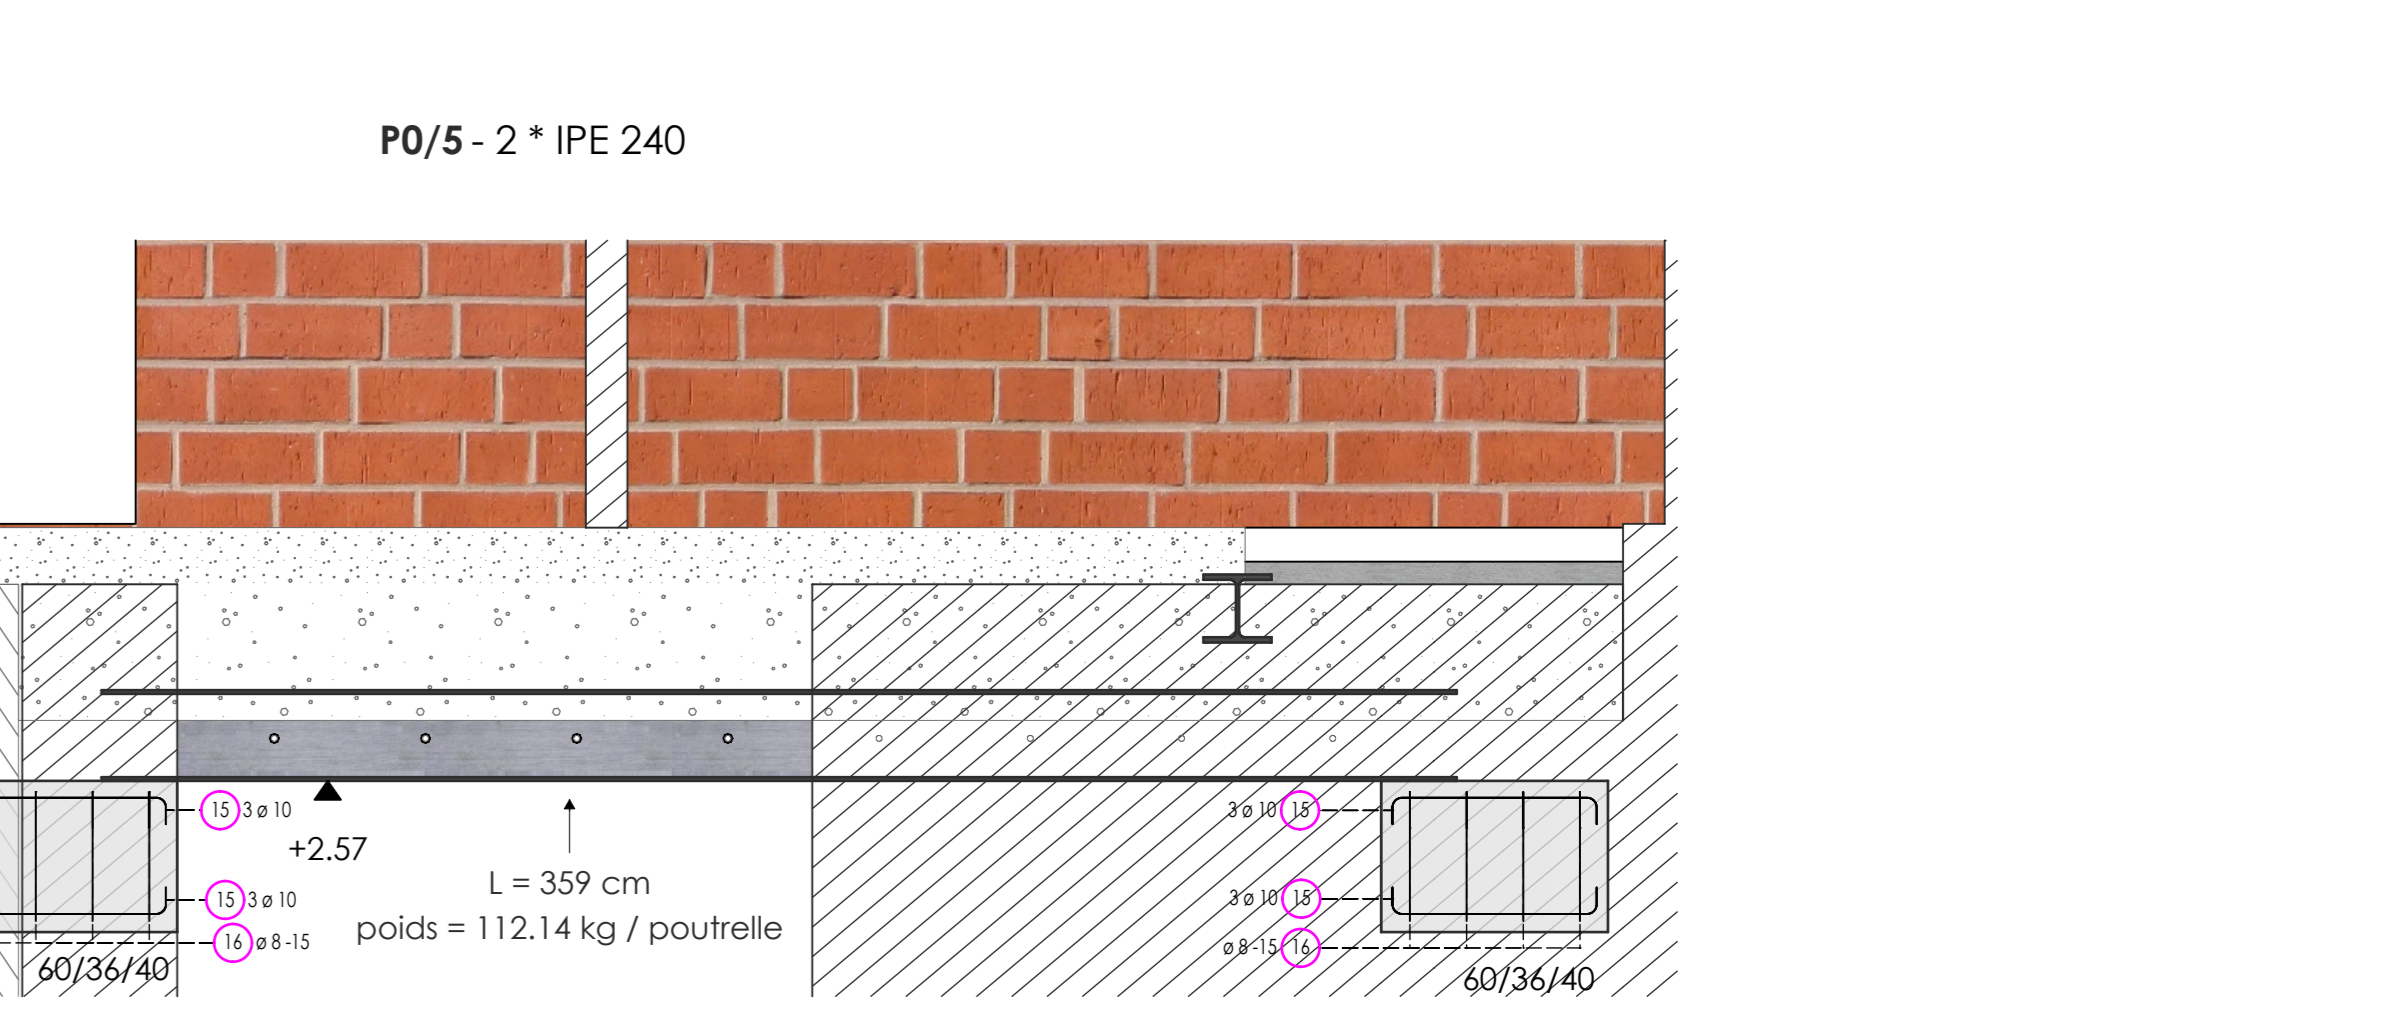 P0/5 - 2 * IPE 240
15 3 ø 10
3 ø 10 15
+2.57
L = 359 cm
15 3 ø 10
3 ø 10 15
poids = 112.14 kg / poutrelle
16 ø 8 -15
ø 8 -15 16
60/36/40
60/36/40